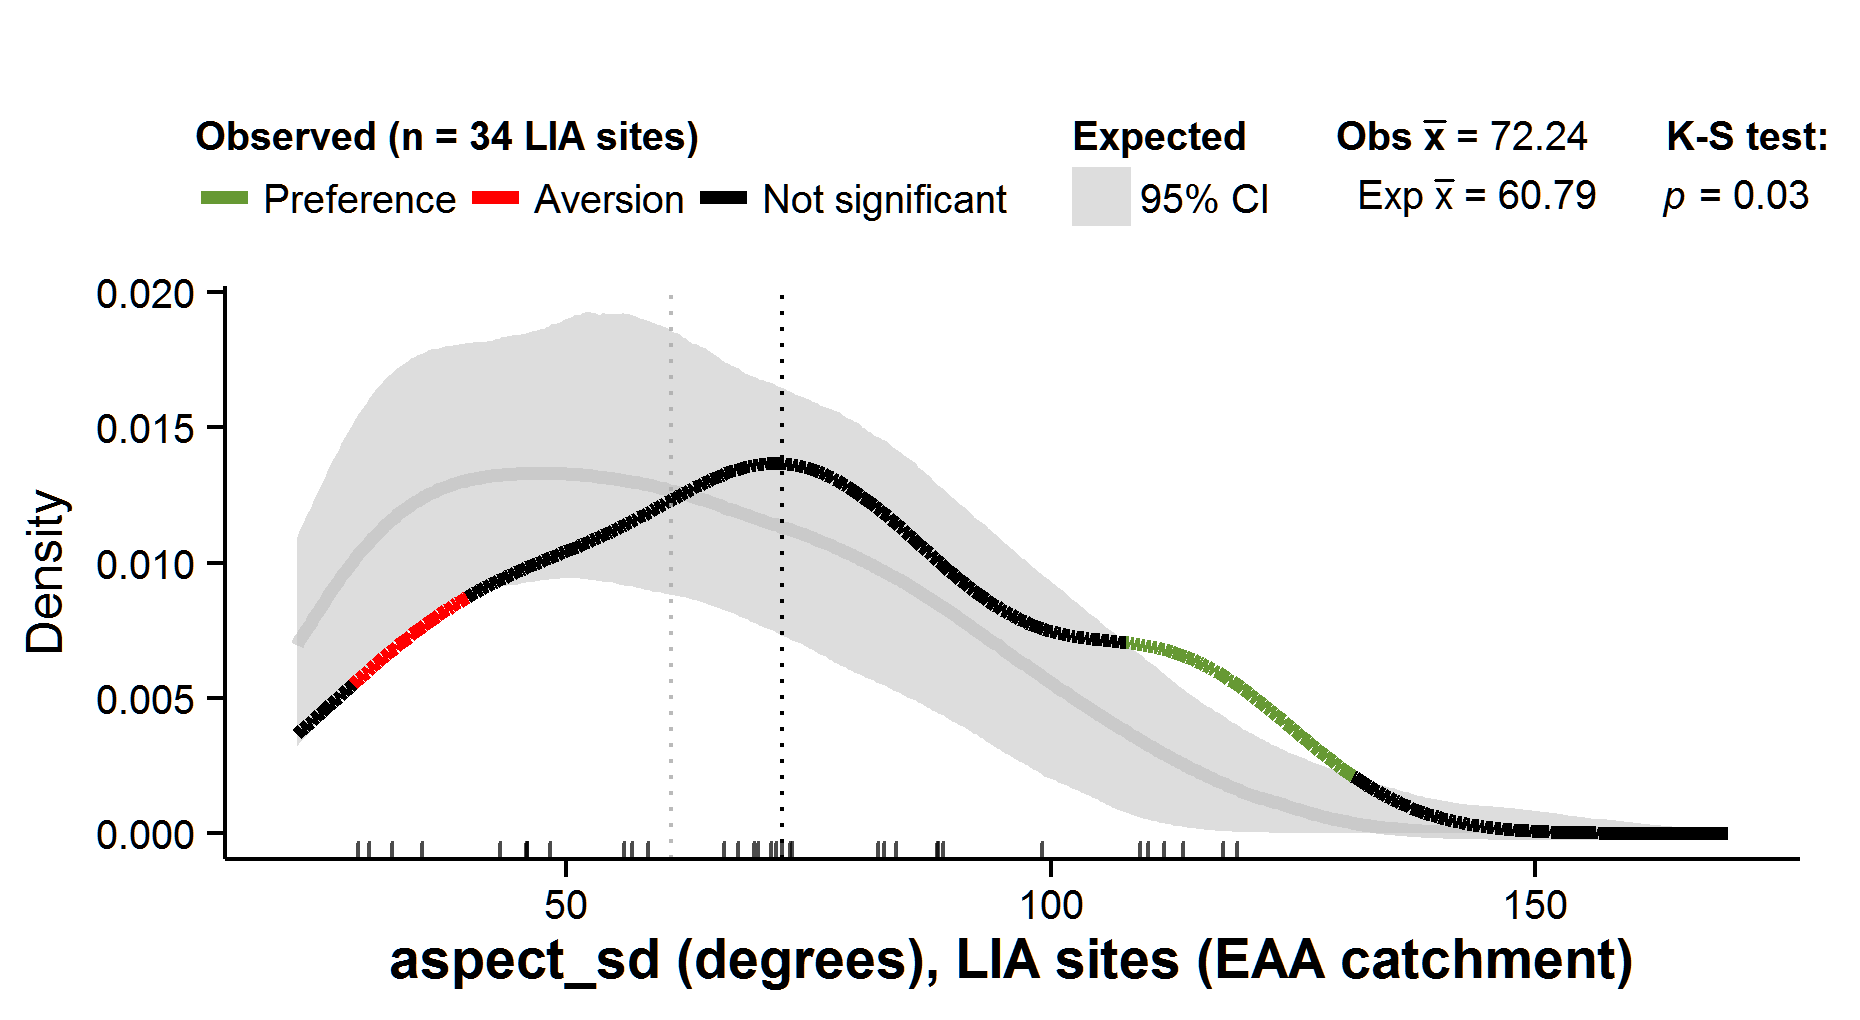 Observed (n = 34 LIA sites) Expected Obs x̅ = 72.24 K-S test:
Preference Aversion Not significant 95% CI Exp x̅ = 60.79 p = 0.03
0.020
0.015
0.010
0.005
0.000
Density
50 100 150
aspect_sd (degrees), LIA sites (EAA catchment)